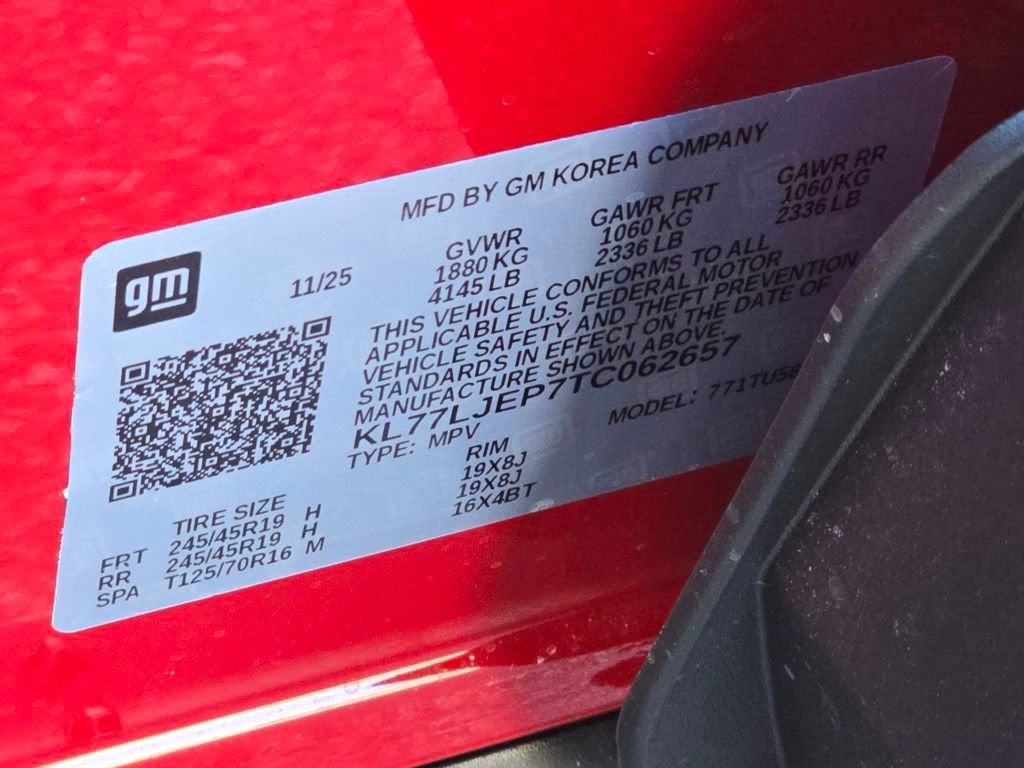 MFD BY GM KOREA COMPANY
gm
11/25
GVWR GAWR FRT GAWR RR
1880 KG 1060 KG 1060 KG
4145 LB 2336 LB 2336 LB
THIS VEHICLE CONFORMS TO ALL
APPLICABLE U.S. FEDERAL MOTOR
VEHICLE SAFETY AND THEFT PREVENTION
STANDARDS IN EFFECT ON THE DATE OF
MANUFACTURE SHOWN ABOVE.
KL77LJEP7TC062657
TYPE: MPV MODEL: 771TU58
TIRE SIZE RIM
FRT 245/45R19 H 19X8J
RR 245/45R19 H 19X8J
SPA T125/70R16 M 16X4BT